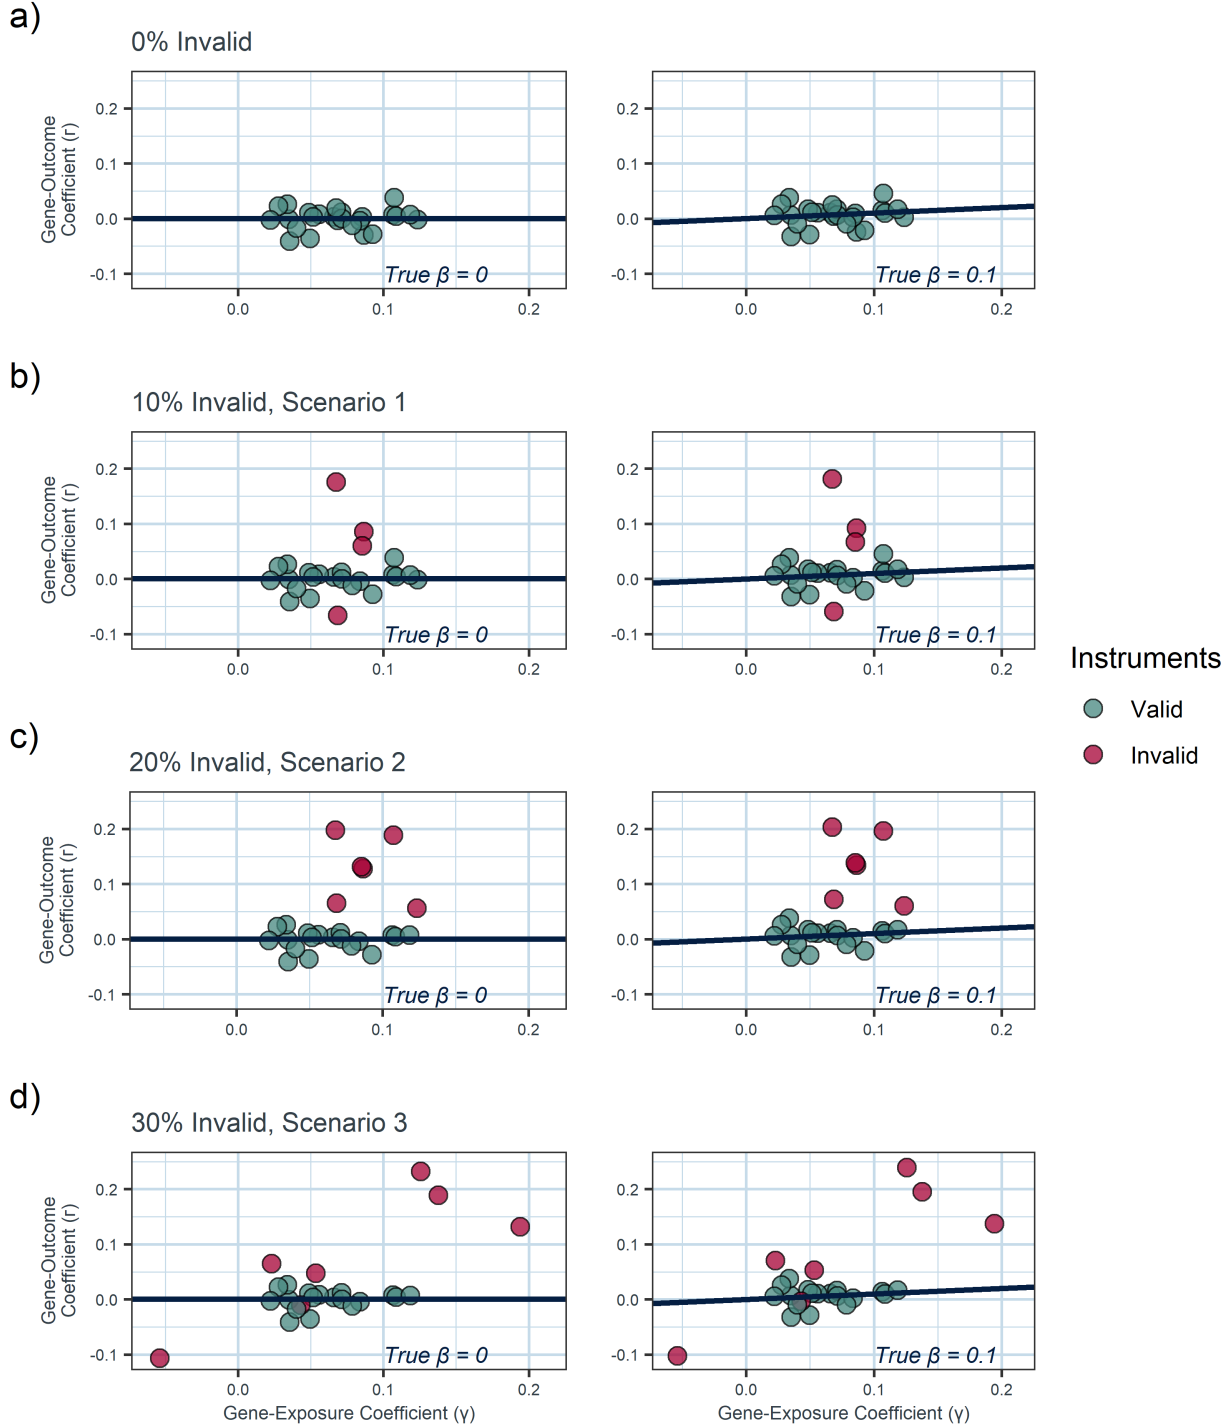 a)
0% Invalid
Gene-Outcome
Coefficient (r)
0.2
0.1
0.0
-0.1
True β = 0
0.0
0.1
0.2
0.2
0.1
0.0
-0.1
True β = 0.1
0.0
0.1
0.2
b)
10% Invalid, Scenario 1
Gene-Outcome
Coefficient (r)
0.2
0.1
0.0
-0.1
True β = 0
0.0
0.1
0.2
0.2
0.1
0.0
-0.1
True β = 0.1
0.0
0.1
0.2
Instruments
Valid
Invalid
c)
20% Invalid, Scenario 2
Gene-Outcome
Coefficient (r)
0.2
0.1
0.0
-0.1
True β = 0
0.0
0.1
0.2
0.2
0.1
0.0
-0.1
True β = 0.1
0.0
0.1
0.2
d)
30% Invalid, Scenario 3
Gene-Outcome
Coefficient (r)
0.2
0.1
0.0
-0.1
True β = 0
0.0
0.1
0.2
Gene-Exposure Coefficient (γ)
0.2
0.1
0.0
-0.1
True β = 0.1
0.0
0.1
0.2
Gene-Exposure Coefficient (γ)